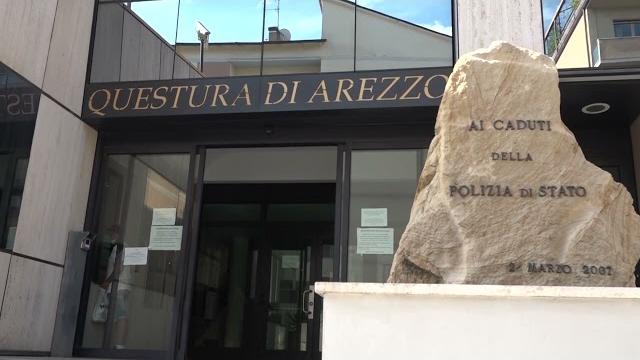 QUESTURA DI AREZZO
AI CADUTI
DELLA
POLIZIA DI STATO
2 MARZO 2007